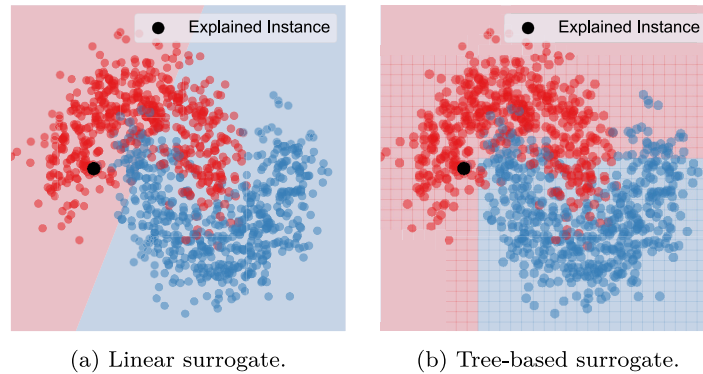 Explained Instance
Explained Instance
(a) Linear surrogate.
(b) Tree-based surrogate.